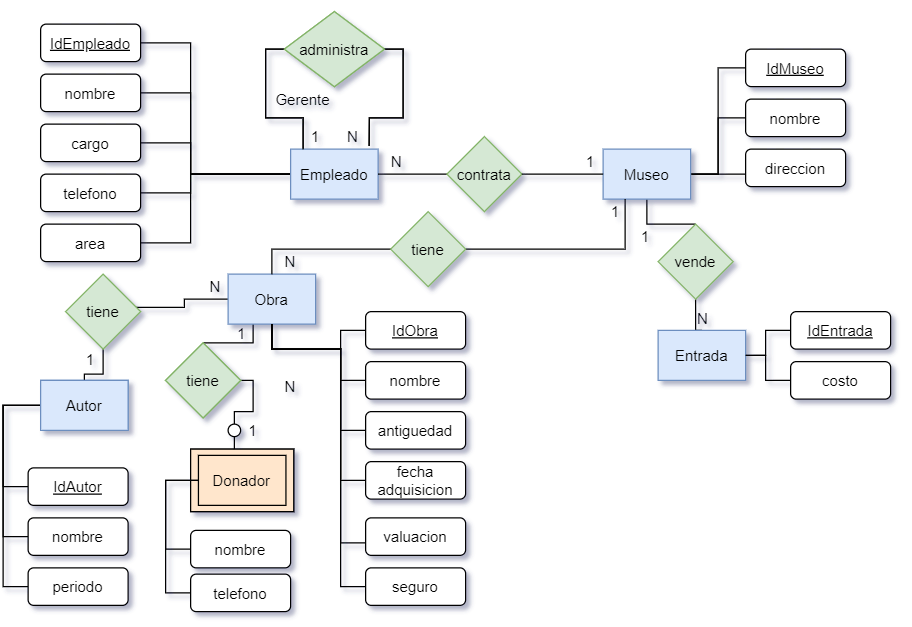 IdEmpleado
nombre
cargo
telefono
area
administra
Gerente
1
N
Empleado
N
contrata
1
Museo
IdMuseo
nombre
direccion
1
1
tiene
N
vende
N
Entrada
IdEntrada
costo
tiene
N
Obra
1
1
tiene
N
IdObra
nombre
antiguedad
fecha
adquisicion
valuacion
seguro
Autor
IdAutor
nombre
periodo
1
Donador
nombre
telefono